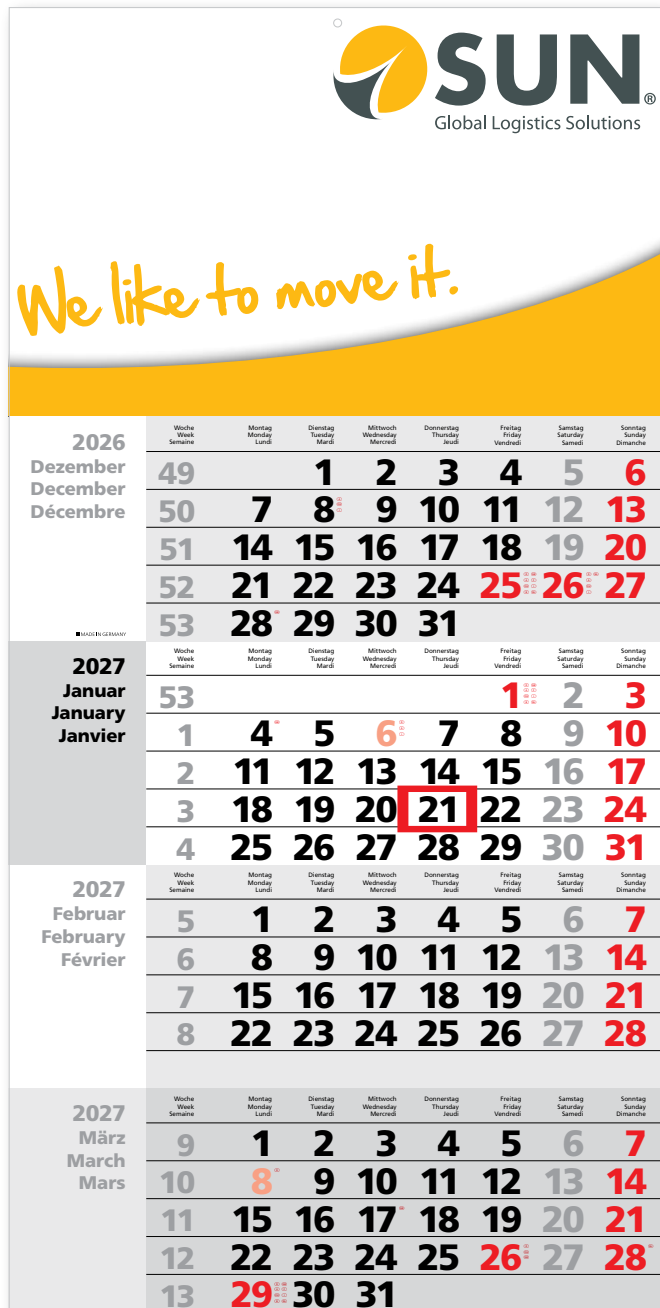 SUN®
Global Logistics Solutions
We like to move it.
2026
Dezember
December
Décembre
MADE IN GERMANY
Woche Montag Dienstag Mittwoch Donnerstag Freitag Samstag Sonntag
Week Monday Tuesday Wednesday Thursday Friday Saturday Sunday
Semaine Lundi Mardi Mercredi Jeudi Vendredi Samedi Dimanche
49 1 2 3 4 5 6
50 7 8 9 10 11 12 13
51 14 15 16 17 18 19 20
52 21 22 23 24 25 26 27
53 28 29 30 31
2027
Januar
January
Janvier
Woche Montag Dienstag Mittwoch Donnerstag Freitag Samstag Sonntag
Week Monday Tuesday Wednesday Thursday Friday Saturday Sunday
Semaine Lundi Mardi Mercredi Jeudi Vendredi Samedi Dimanche
53 1 2 3
1 4 5 6 7 8 9 10
2 11 12 13 14 15 16 17
3 18 19 20 21 22 23 24
4 25 26 27 28 29 30 31
2027
Februar
February
Février
Woche Montag Dienstag Mittwoch Donnerstag Freitag Samstag Sonntag
Week Monday Tuesday Wednesday Thursday Friday Saturday Sunday
Semaine Lundi Mardi Mercredi Jeudi Vendredi Samedi Dimanche
5 1 2 3 4 5 6 7
6 8 9 10 11 12 13 14
7 15 16 17 18 19 20 21
8 22 23 24 25 26 27 28
2027
März
March
Mars
Woche Montag Dienstag Mittwoch Donnerstag Freitag Samstag Sonntag
Week Monday Tuesday Wednesday Thursday Friday Saturday Sunday
Semaine Lundi Mardi Mercredi Jeudi Vendredi Samedi Dimanche
9 1 2 3 4 5 6 7
10 8 9 10 11 12 13 14
11 15 16 17 18 19 20 21
12 22 23 24 25 26 27 28
13 29 30 31